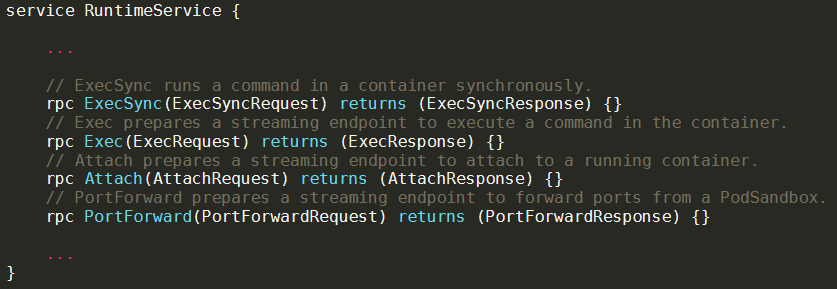 service RuntimeService {
...
// ExecSync runs a command in a container synchronously.
rpc ExecSync(ExecSyncRequest) returns (ExecSyncResponse) {}
// Exec prepares a streaming endpoint to execute a command in the container.
rpc Exec(ExecRequest) returns (ExecResponse) {}
// Attach prepares a streaming endpoint to attach to a running container.
rpc Attach(AttachRequest) returns (AttachResponse) {}
// PortForward prepares a streaming endpoint to forward ports from a PodSandbox.
rpc PortForward(PortForwardRequest) returns (PortForwardResponse) {}
...
}